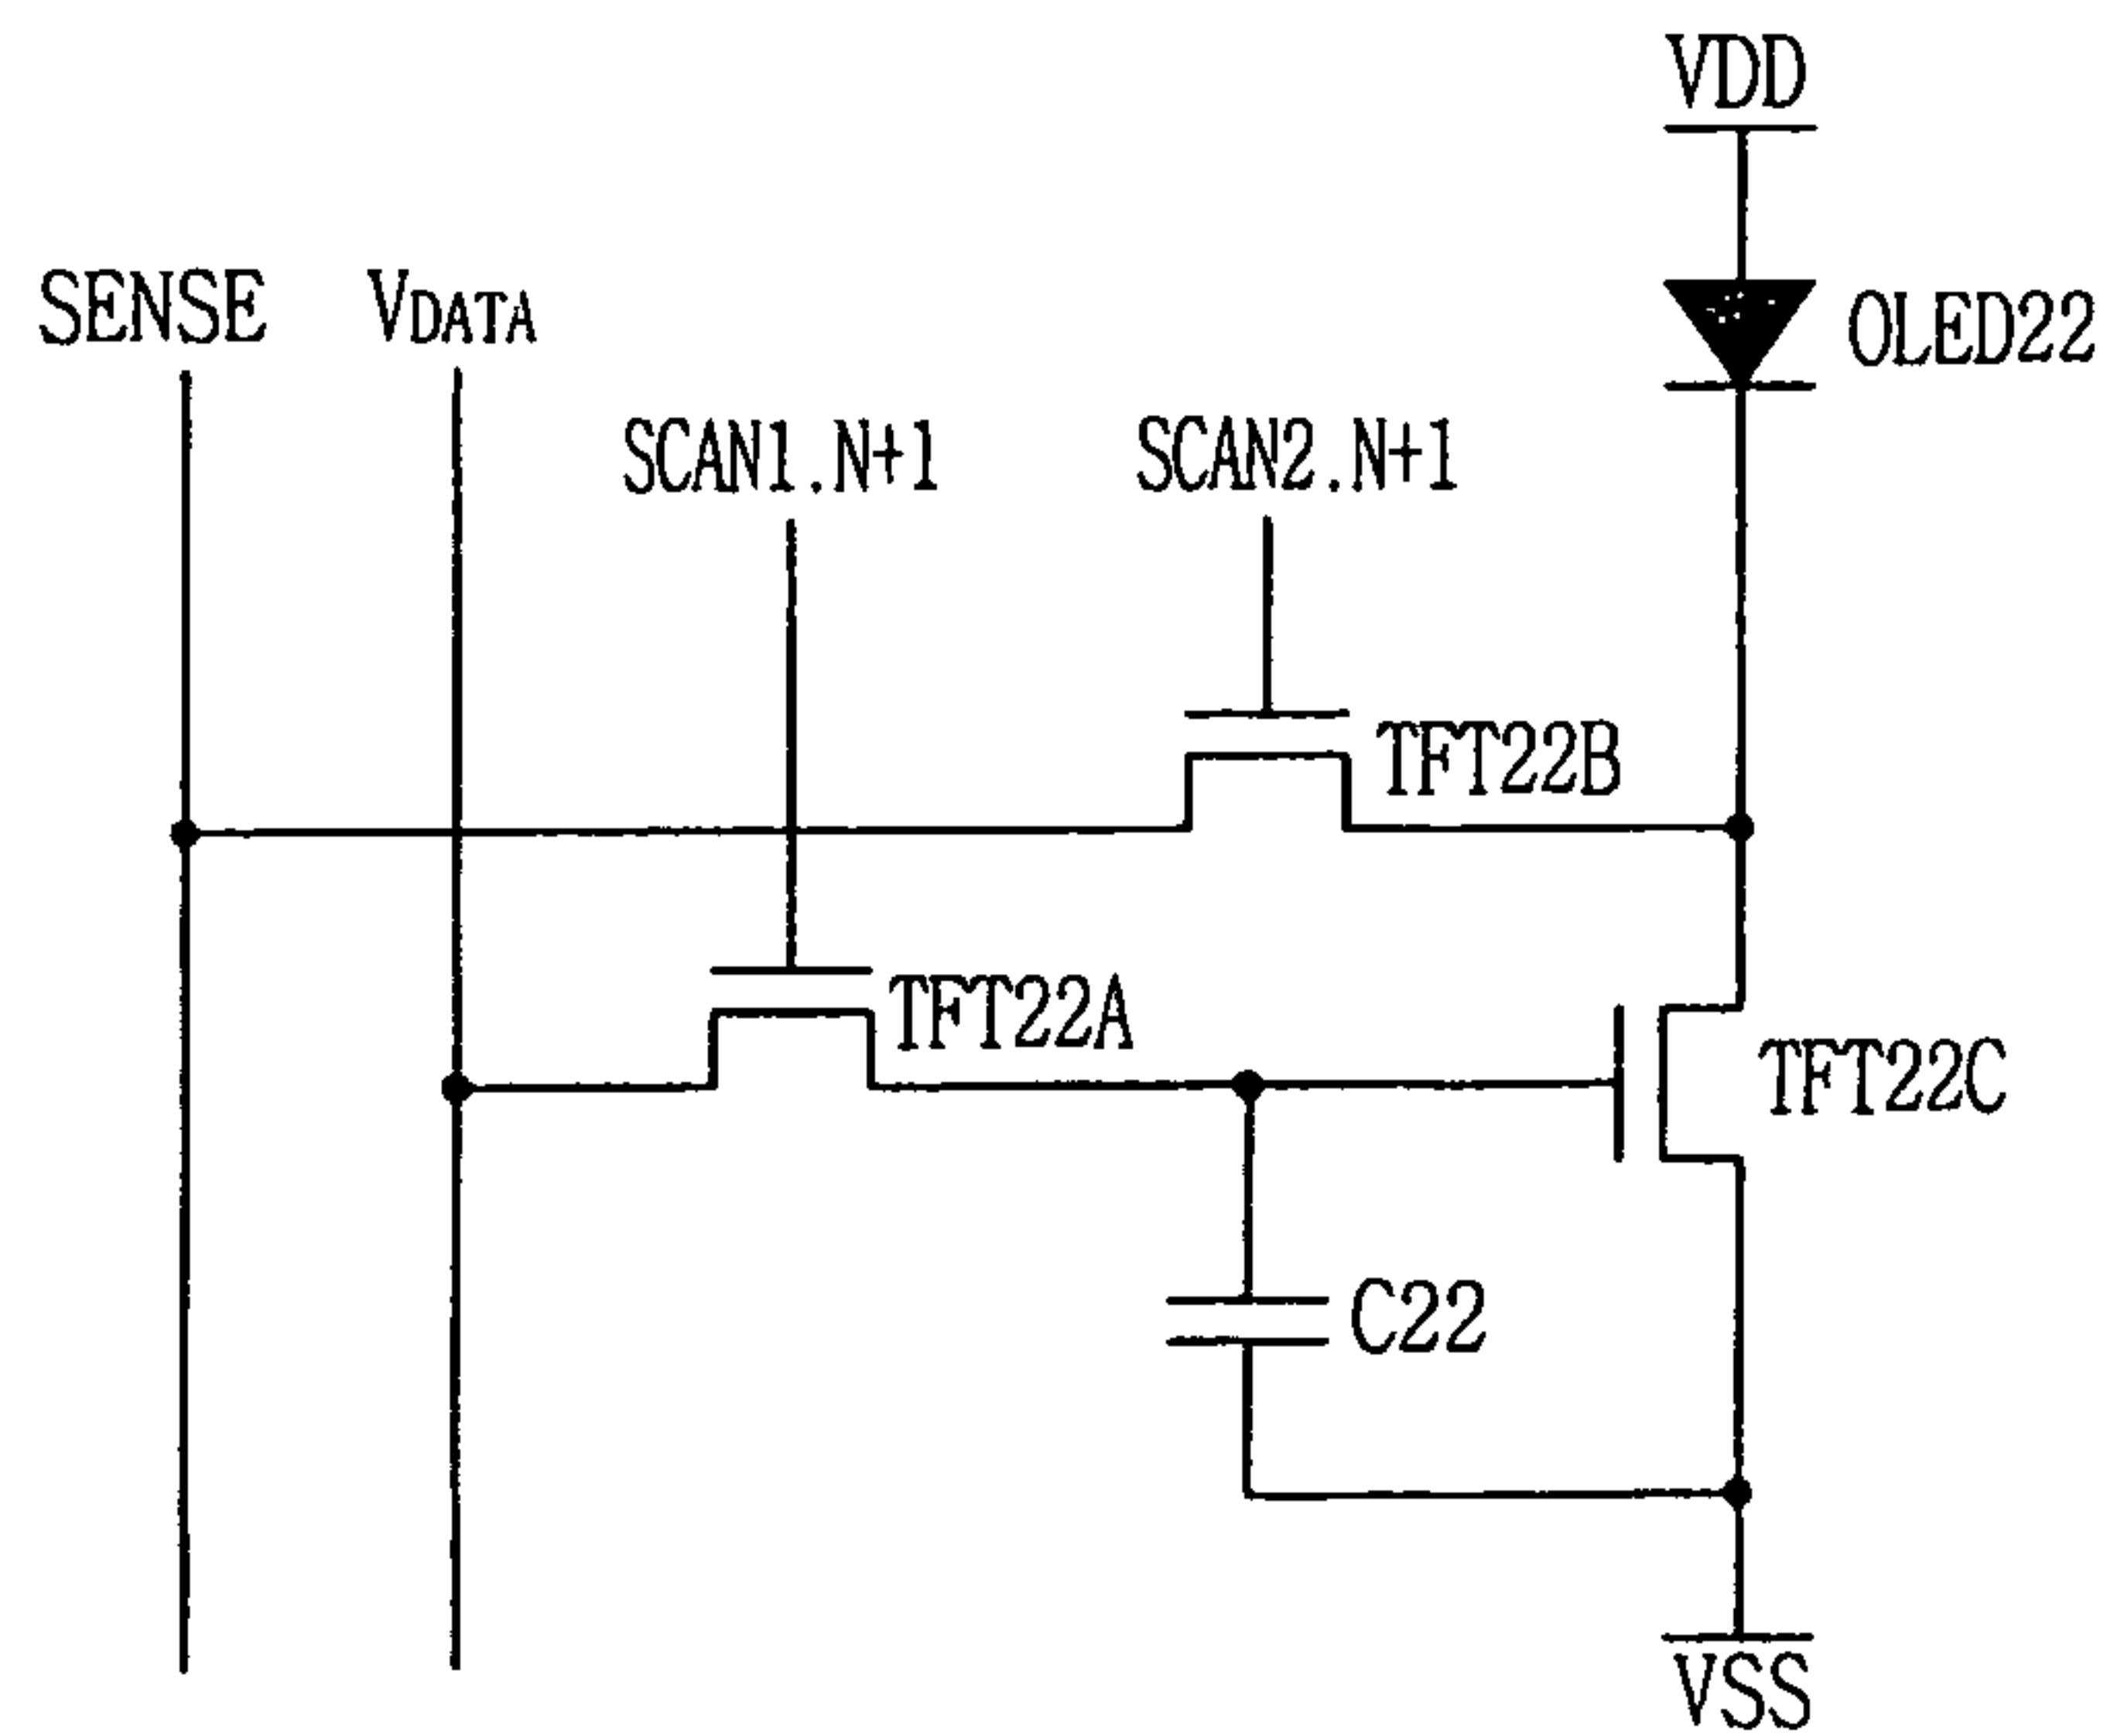 VDD
SENSE
VDATA
OLED22
SCAN1.N+1
SCAN2.N+1
TFT22B
TFT22A
TFT22C
C22
VSS